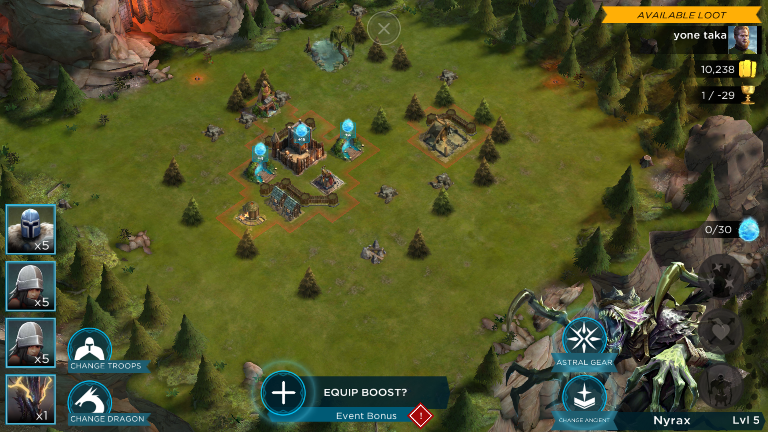 AVAILABLE LOOT
yone taka
10,238
1 / -29
0/30
x5
x5
x5
x1
CHANGE TROOPS
CHANGE DRAGON
EQUIP BOOST?
Event Bonus
!
ASTRAL GEAR
CHANGE ANCIENT
Nyrax Lvl 5